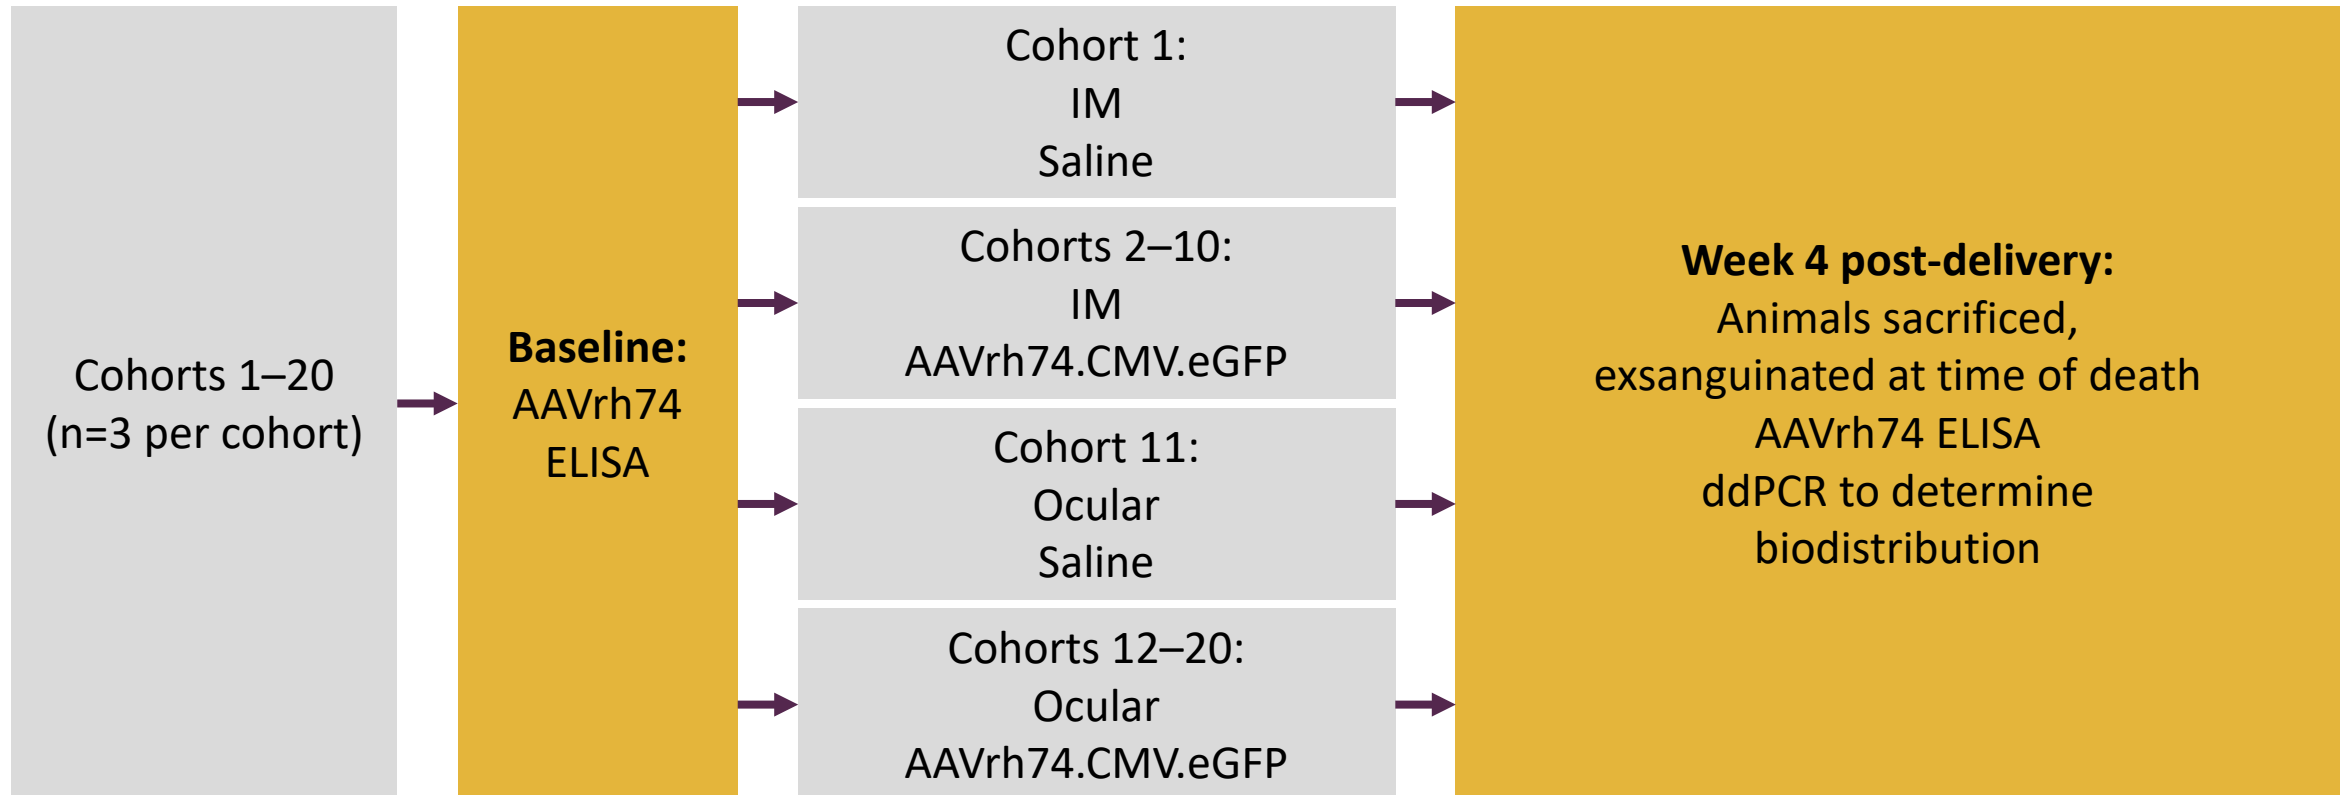 Cohorts 1–20
(n=3 per cohort)
Baseline:
AAVrh74
ELISA
Cohort 1:
IM
Saline
Cohorts 2–10:
IM
AAVrh74.CMV.eGFP
Cohort 11:
Ocular
Saline
Cohorts 12–20:
Ocular
AAVrh74.CMV.eGFP
Week 4 post-delivery:
Animals sacrificed,
exsanguinated at time of death
AAVrh74 ELISA
ddPCR to determine
biodistribution